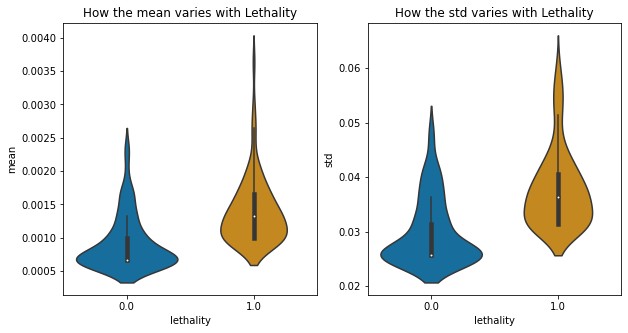 How the mean varies with Lethality
mean
0.0040
0.0035
0.0030
0.0025
0.0020
0.0015
0.0010
0.0005
0.0
1.0
lethality
How the std varies with Lethality
std
0.06
0.05
0.04
0.03
0.02
0.0
1.0
lethality